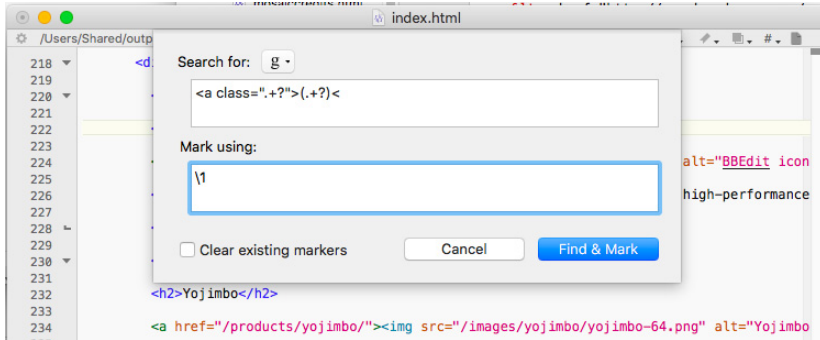 mosaiccredits.html
index.html
/Users/Shared/outp
#
218 <d
219
220 <
221
222 <
223
224 < alt="BBEdit icon
225
226 < high-performance
227
228
229
230
231
232 <h2>Yojimbo</h2>
233
234 <a href="/products/yojimbo/"><img src="/images/yojimbo/yojimbo-64.png" alt="Yojimbo
Search for: g
<a class=".+?">(.+?)<
Mark using:
\1
Clear existing markers Cancel Find & Mark